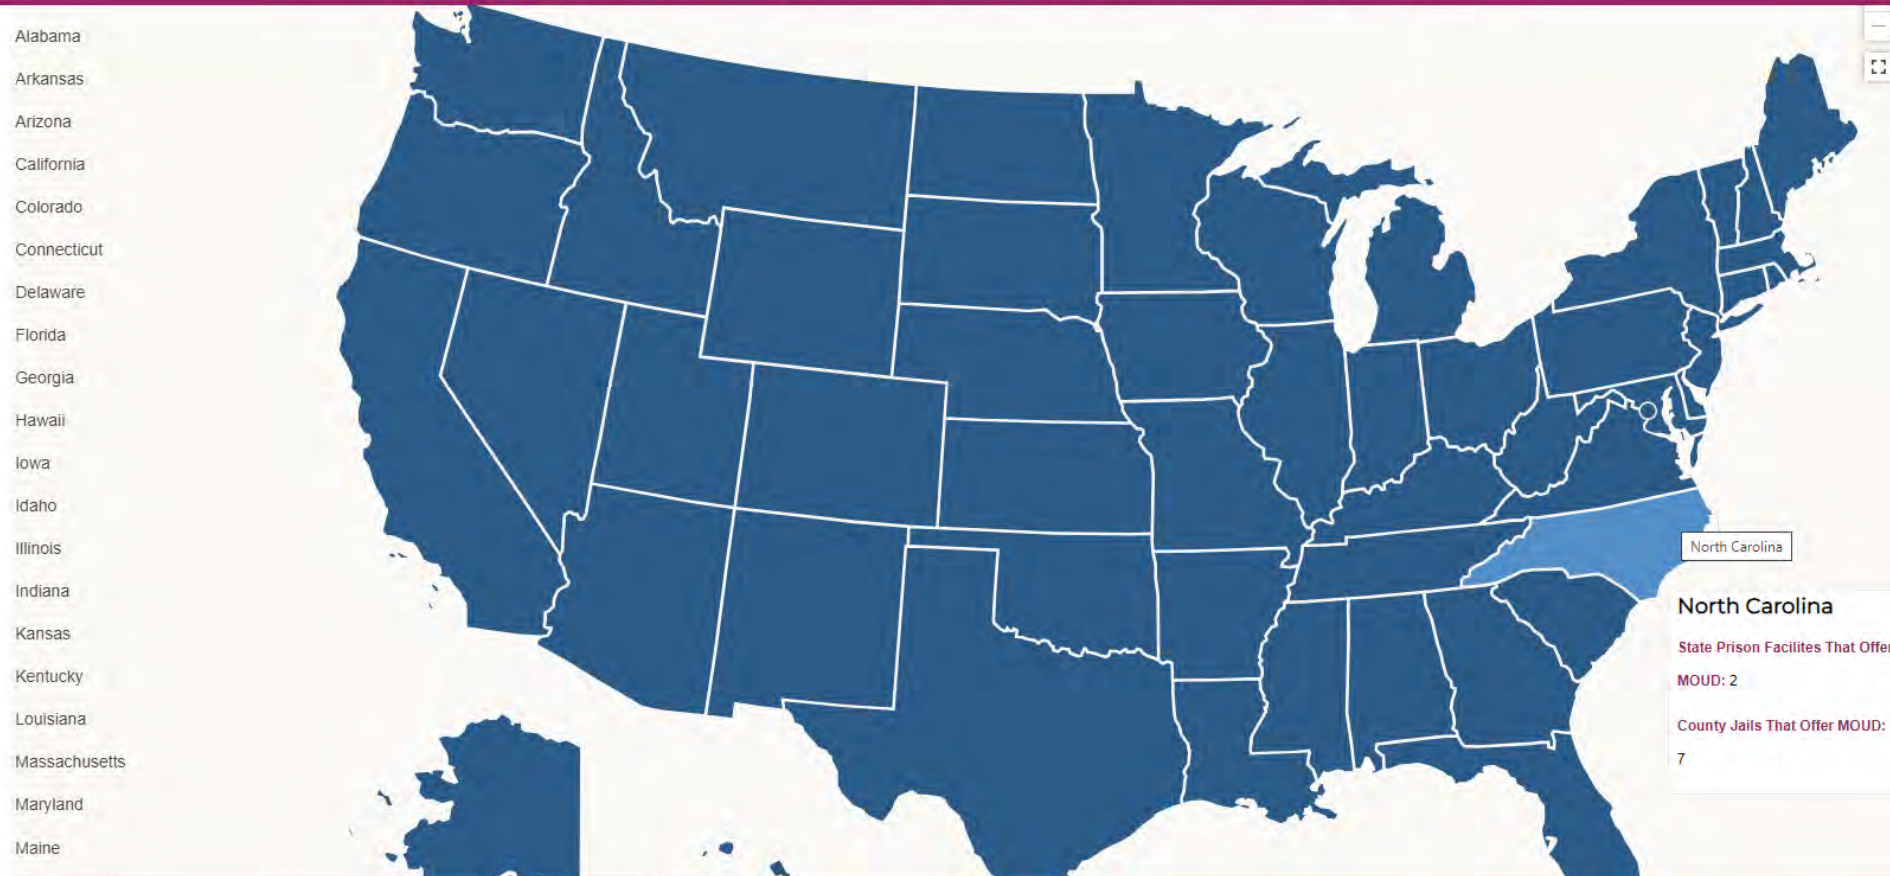 Alabama
Arkansas
Arizona
California
Colorado
Connecticut
Delaware
Florida
Georgia
Hawaii
Iowa
Idaho
Illinois
Indiana
Kansas
Kentucky
Louisiana
Massachusetts
Maryland
Maine
North Carolina
North Carolina
State Prison Facilites That Offer
MOUD: 2
County Jails That Offer MOUD:
7